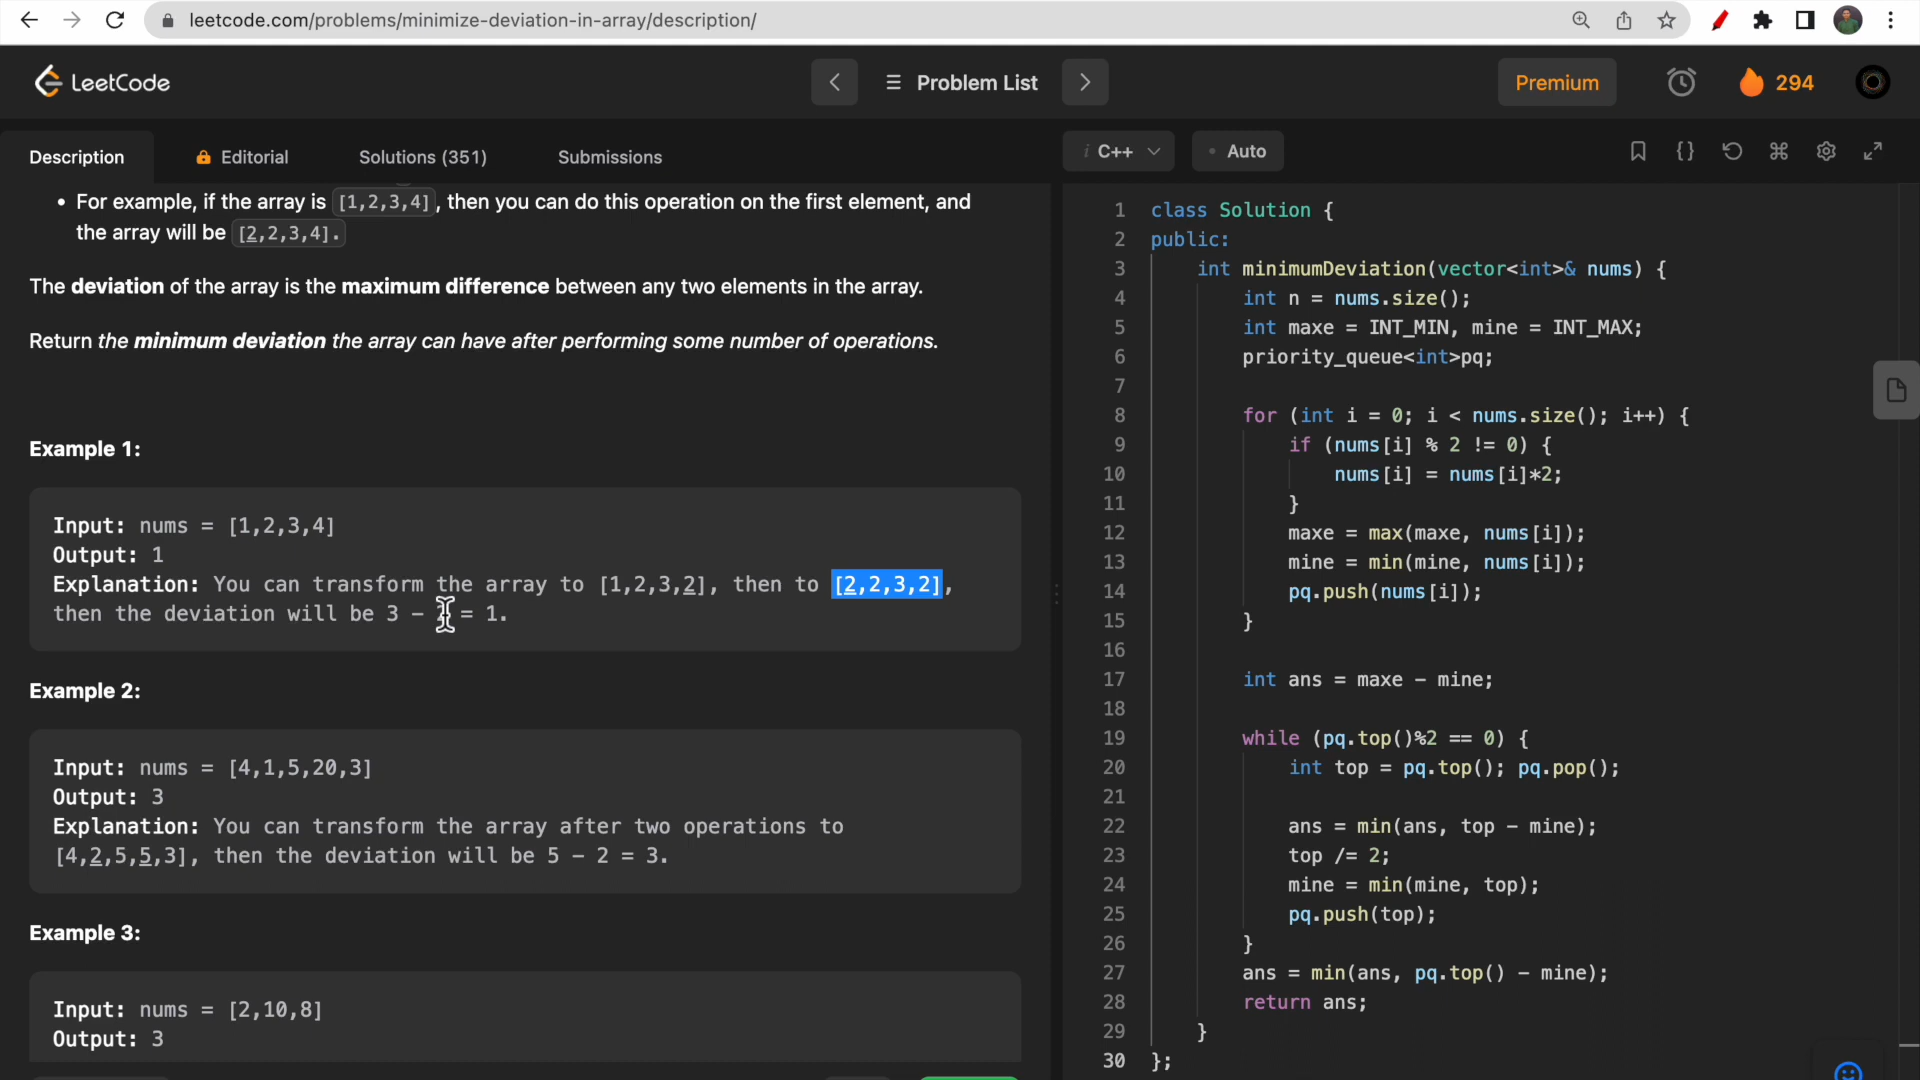 leetcode.com/problems/minimize-deviation-in-array/description/
LeetCode
Problem List
Premium
294
Description
Editorial
Solutions (351)
Submissions
i C++
Auto
• For example, if the array is [1,2,3,4], then you can do this operation on the first element, and
the array will be [2,2,3,4].
The deviation of the array is the maximum difference between any two elements in the array.
Return the minimum deviation the array can have after performing some number of operations.
Example 1:
Input: nums = [1,2,3,4]
Output: 1
Explanation: You can transform the array to [1,2,3,2], then to [2,2,3,2],
then the deviation will be 3 - = 1.
Example 2:
Input: nums = [4,1,5,20,3]
Output: 3
Explanation: You can transform the array after two operations to
[4,2,5,5,3], then the deviation will be 5 - 2 = 3.
Example 3:
Input: nums = [2,10,8]
Output: 3
1 class Solution {
2 public:
3 int minimumDeviation(vector<int>& nums) {
4 int n = nums.size();
5 int maxe = INT_MIN, mine = INT_MAX;
6 priority_queue<int>pq;
7
8 for (int i = 0; i < nums.size(); i++) {
9 if (nums[i] % 2 != 0) {
10 nums[i] = nums[i]*2;
11 }
12 maxe = max(maxe, nums[i]);
13 mine = min(mine, nums[i]);
14 pq.push(nums[i]);
15 }
16
17 int ans = maxe - mine;
18
19 while (pq.top()%2 == 0) {
20 int top = pq.top(); pq.pop();
21
22 ans = min(ans, top - mine);
23 top /= 2;
24 mine = min(mine, top);
25 pq.push(top);
26 }
27 ans = min(ans, pq.top() - mine);
28 return ans;
29 }
30 };